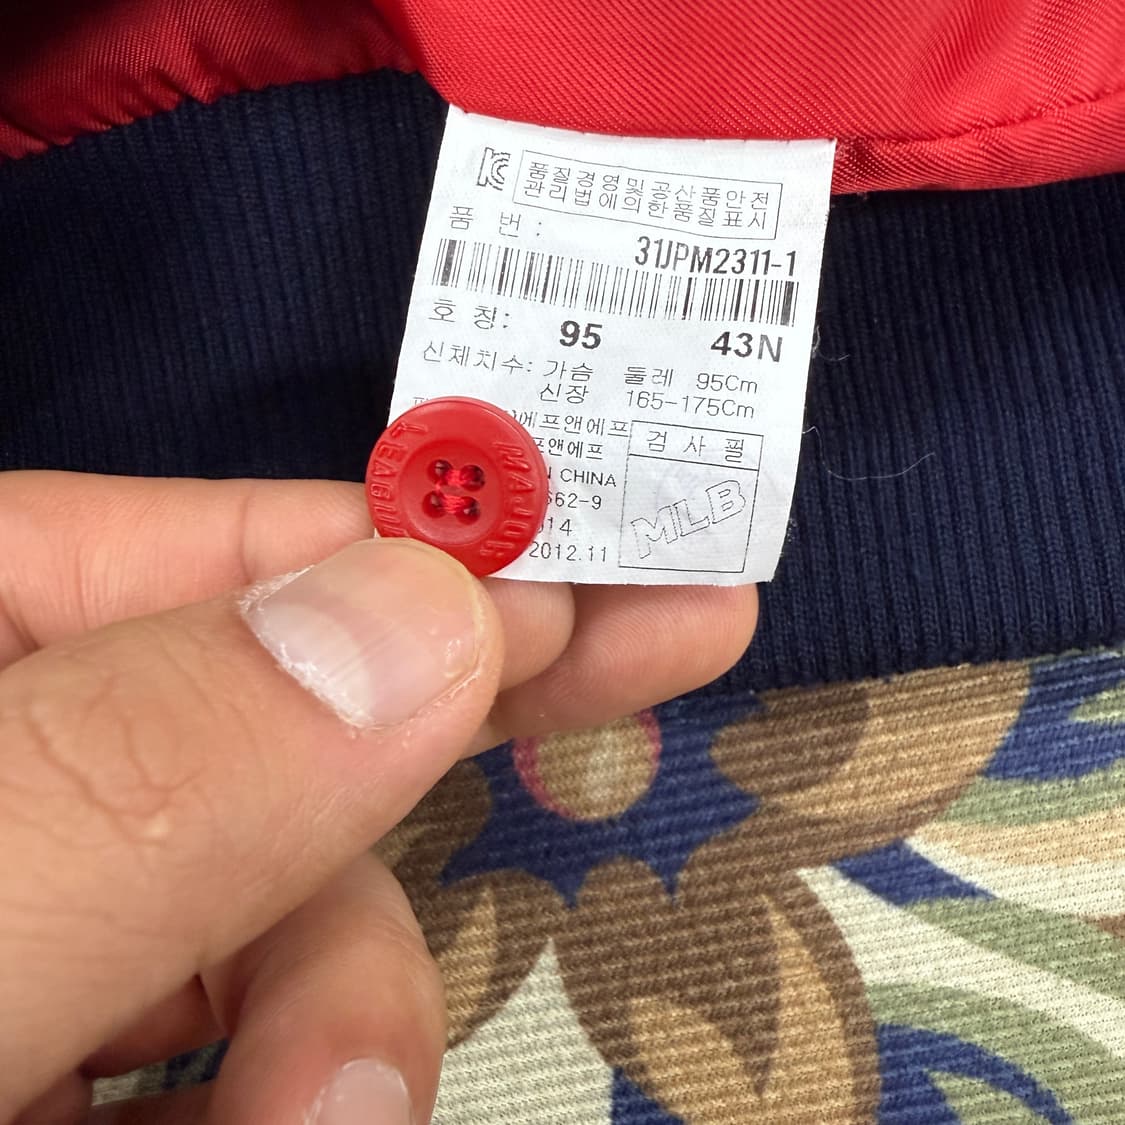 품질경영및공산품안전
관리법에의한품질표시
품 번 :
31JPM2311-1
호 칭: 95 43N
신체치수: 가슴 둘레 95Cm
신장 165-175Cm
에프앤에프
프앤에프
CHINA
662-9
014
2012.11
검 사 필
MLB
MAJOR
LEAGUE